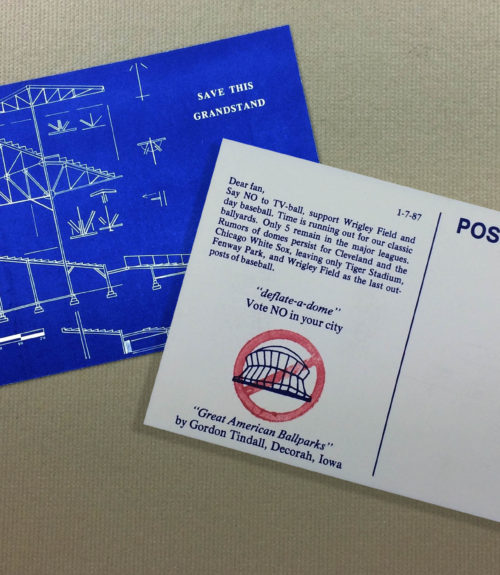 SAVE THIS
GRANDSTAND
1-7-87
Dear fan,
Say NO to TV-ball, support Wrigley Field and
day baseball. Time is running out for our classic
ballyards. Only 5 remain in the major leagues.
Rumors of domes persist for Cleveland and the
Chicago White Sox, leaving only Tiger Stadium,
Fenway Park, and Wrigley Field as the last out-
posts of baseball.
"deflate-a-dome"
Vote NO in your city
"Great American Ballparks"
by Gordon Tindall, Decorah, Iowa
POS